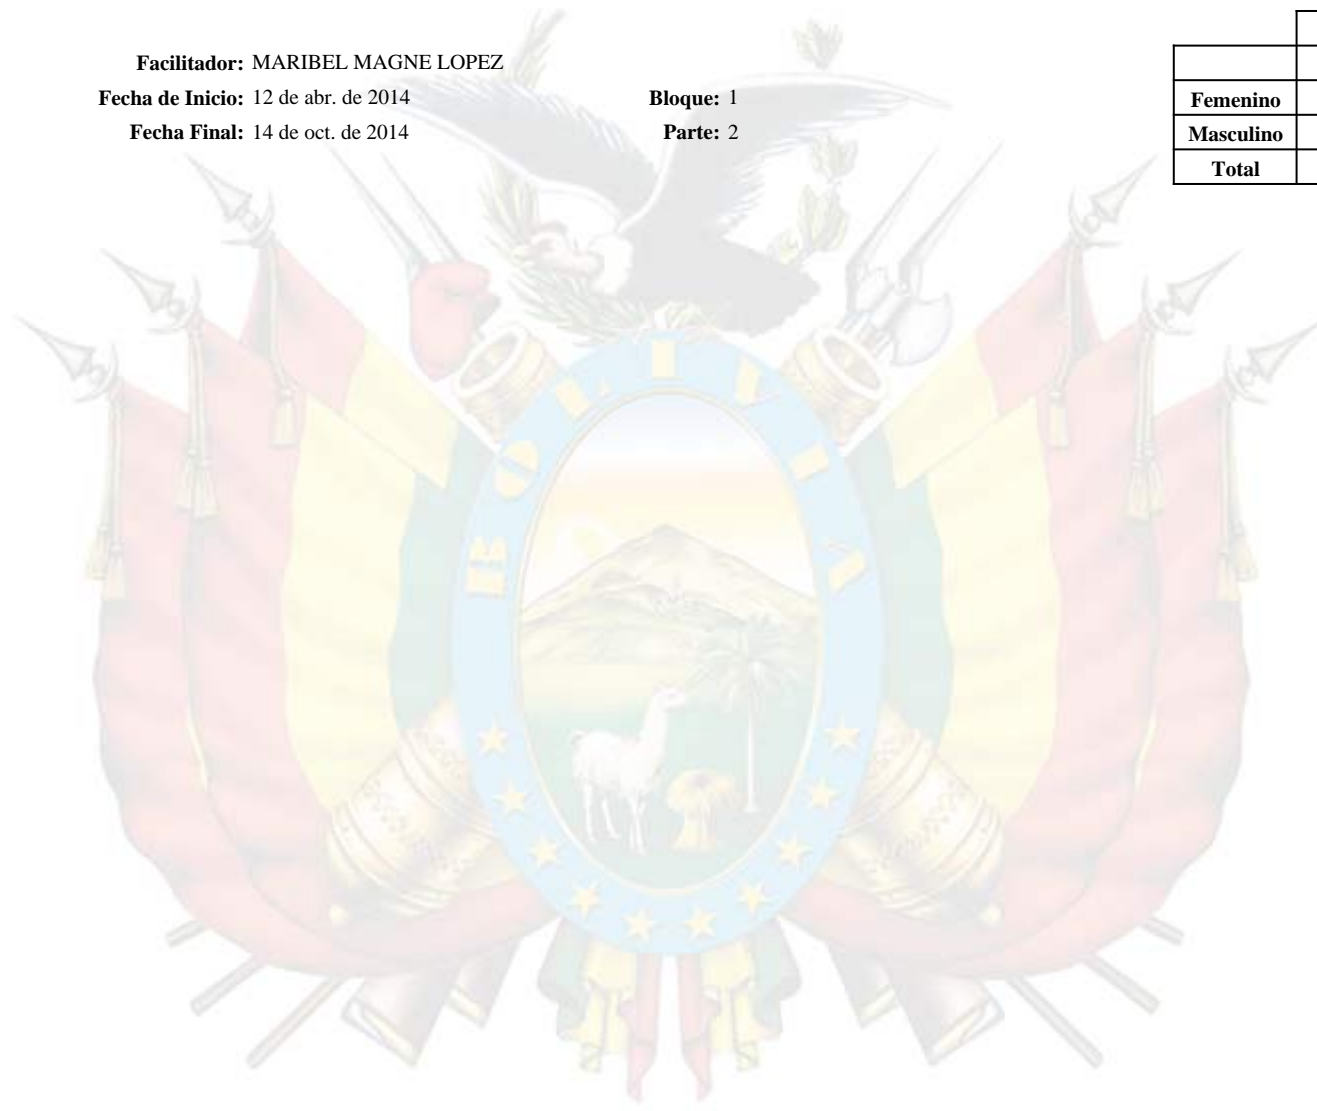 Facilitador: MARIBEL MAGNE LOPEZ
Fecha de Inicio: 12 de abr. de 2014 Bloque: 1
Fecha Final: 14 de oct. de 2014 Parte: 2
Femenino
Masculino
Total
BOLIVIA